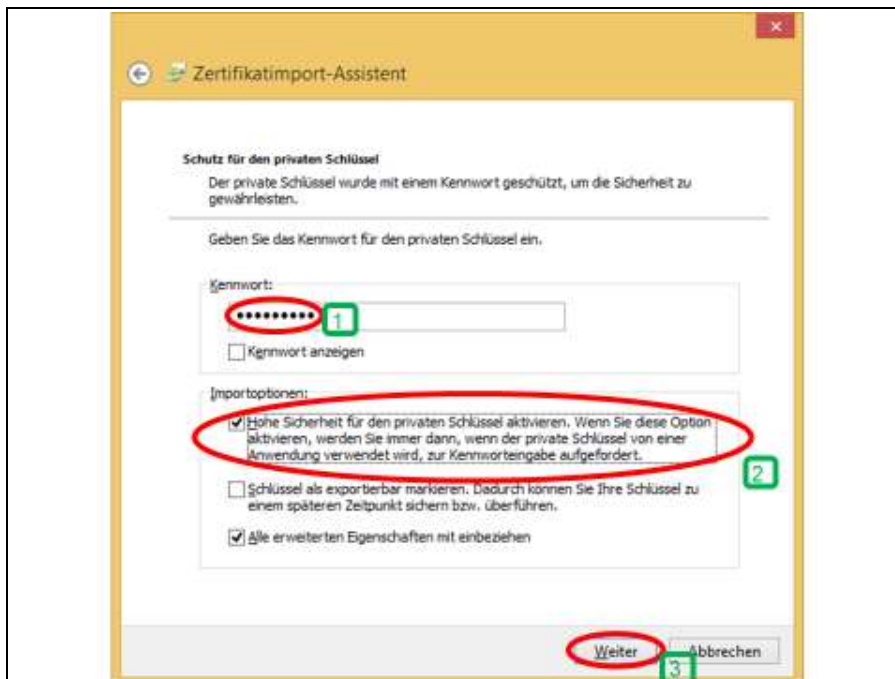 Zertifikatimport-Assistent
Schutz für den privaten Schlüssel
Der private Schlüssel wurde mit einem Kennwort geschützt, um die Sicherheit zu
gewährleisten.
Geben Sie das Kennwort für den privaten Schlüssel ein.
Kennwort:
••••••••• 1
Kennwort anzeigen
Importoptionen:
Hohe Sicherheit für den privaten Schlüssel aktivieren. Wenn Sie diese Option
aktivieren, werden Sie immer dann, wenn der private Schlüssel von einer
Anwendung verwendet wird, zur Kennworteingabe aufgefordert.
2
Schlüssel als exportierbar markieren. Dadurch können Sie Ihre Schlüssel zu
einem späteren Zeitpunkt sichern bzw. überführen.
Alle erweiterten Eigenschaften mit einbeziehen
Weiter Abbrechen
3